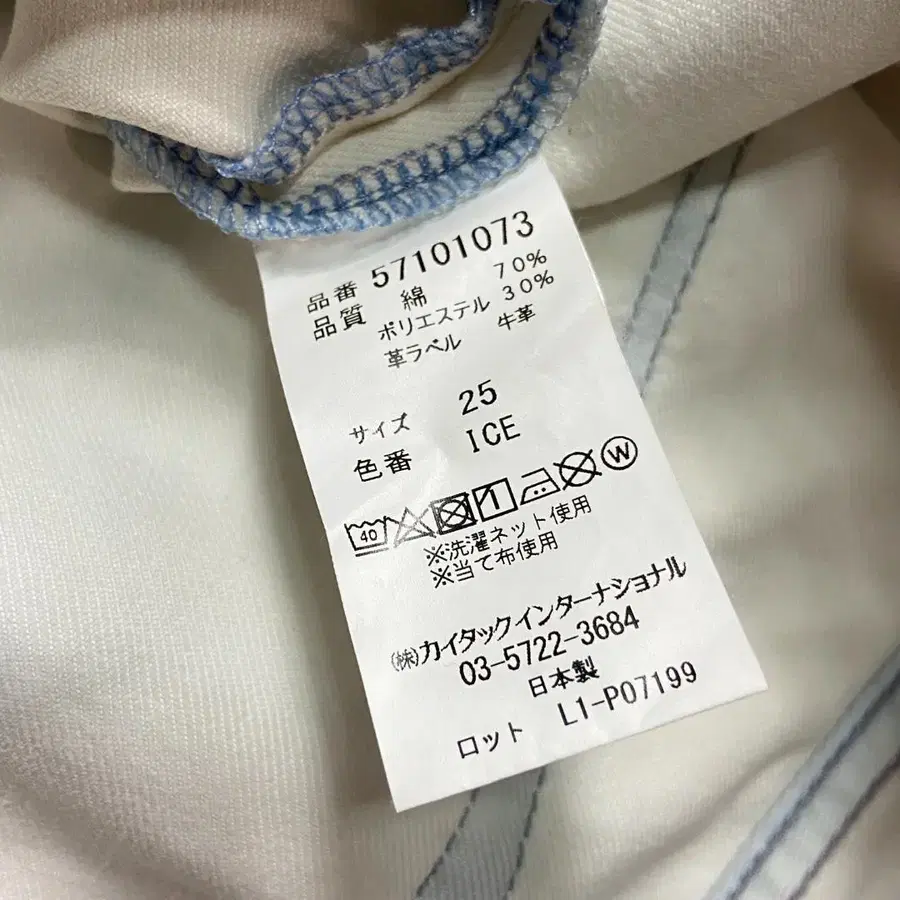 品番 57101073
品質 綿 70%
ポリエステル 30%
革ラベル 牛革
サイズ 25
色番 ICE
40 W
※洗濯ネット使用
※当て布使用
(株)カイタックインターナショナル
03-5722-3684
日本製
ロット L1-P07199